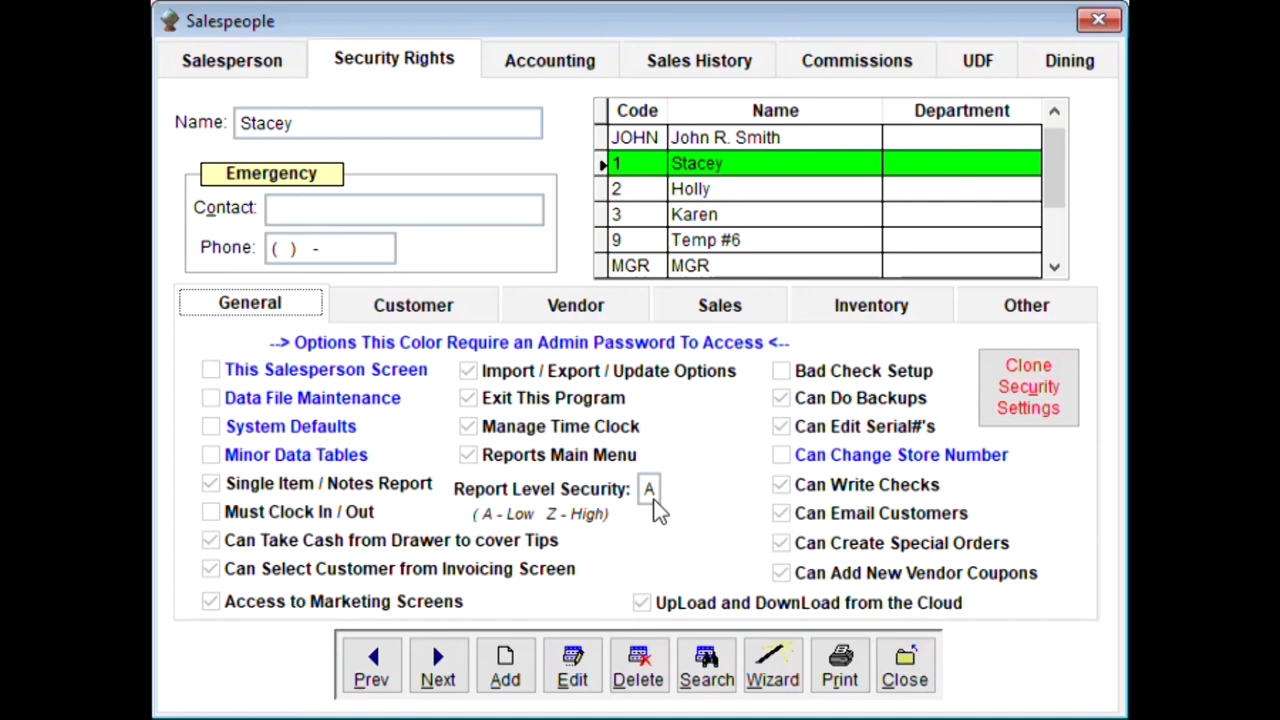 Salespeople
Salesperson Security Rights Accounting Sales History Commissions UDF Dining
Name: Stacey
Emergency
Contact:
Phone: ( ) -
Code Name Department
JOHN John R. Smith
1 Stacey
2 Holly
3 Karen
9 Temp #6
MGR MGR
General Customer Vendor Sales Inventory Other
--> Options This Color Require an Admin Password To Access <--
This Salesperson Screen
Data File Maintenance
System Defaults
Minor Data Tables
Single Item / Notes Report
Must Clock In / Out
Can Take Cash from Drawer to cover Tips
Can Select Customer from Invoicing Screen
Access to Marketing Screens
Import / Export / Update Options
Exit This Program
Manage Time Clock
Reports Main Menu
Report Level Security: A
( A - Low Z - High)
Bad Check Setup
Can Do Backups
Can Edit Serial#'s
Can Change Store Number
Can Write Checks
Can Email Customers
Can Create Special Orders
Can Add New Vendor Coupons
UpLoad and DownLoad from the Cloud
Clone
Security
Settings
Prev Next Add Edit Delete Search Wizard Print Close